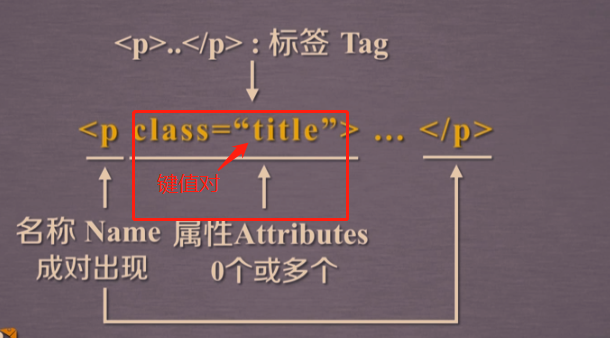 <p>..</p> : 标签 Tag
<p class=“title”> … </p>
键值对
名称 Name 属性Attributes
成对出现 0个或多个